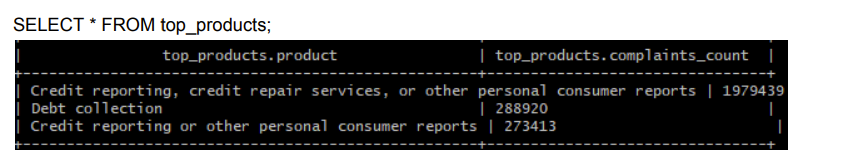 SELECT * FROM top_products;
| top_products.product | top_products.complaints_count |
| Credit reporting, credit repair services, or other personal consumer reports | 1979439
| Debt collection | 288920 |
| Credit reporting or other personal consumer reports | 273413 |